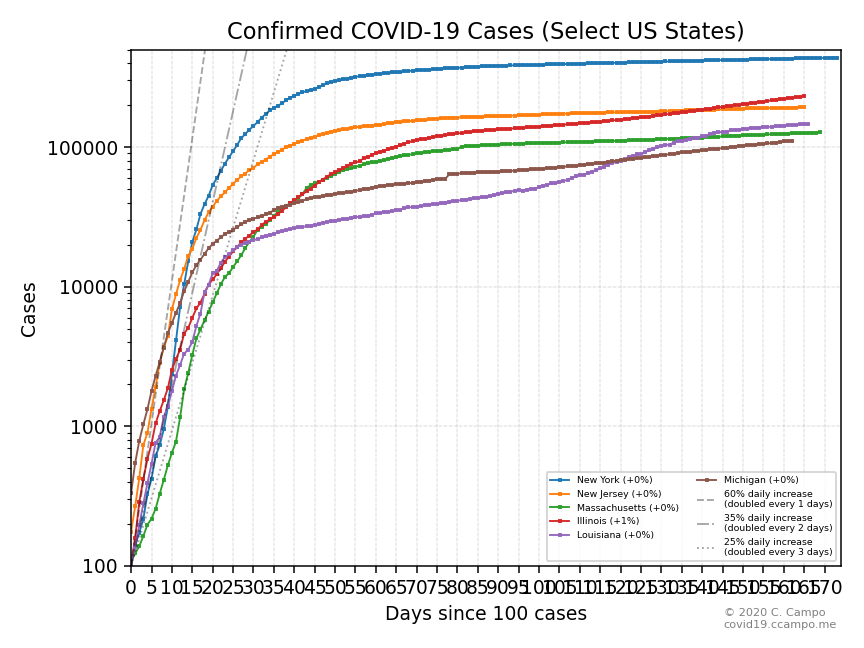 Confirmed COVID-19 Cases (Select US States)
Cases
100000
10000
1000
100
New York (+0%)
New Jersey (+0%)
Massachusetts (+0%)
Illinois (+1%)
Louisiana (+0%)
Michigan (+0%)
60% daily increase
(doubled every 1 days)
35% daily increase
(doubled every 2 days)
25% daily increase
(doubled every 3 days)
0 5 10 15 20 25 30 35 40 45 50 55 60 65 70 75 80 85 90 95 100 105 110 115 120 125 130 135 140 145 150 155 160 165 170
Days since 100 cases
© 2020 C. Campo
covid19.ccampo.me